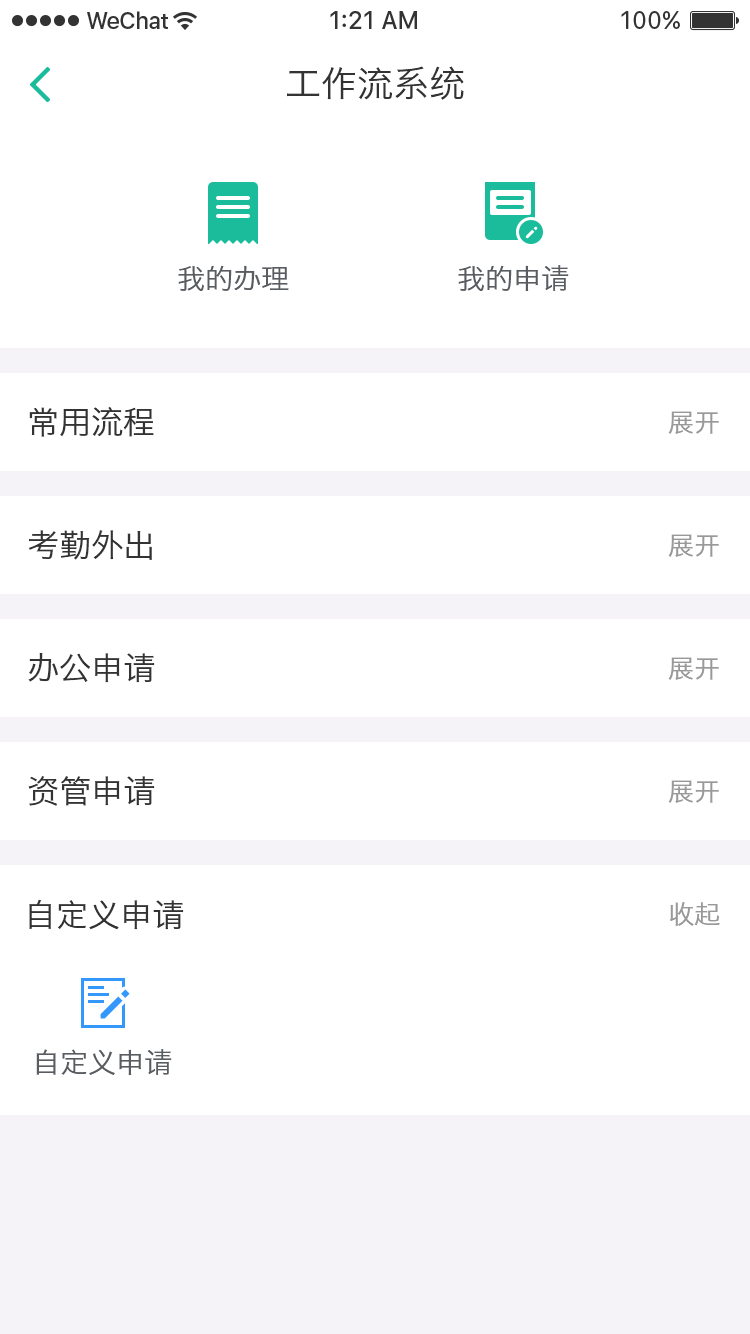 WeChat 1:21 AM 100%
工作流系统
我的办理 我的申请
常用流程 展开
考勤外出 展开
办公申请 展开
资管申请 展开
自定义申请 收起
自定义申请